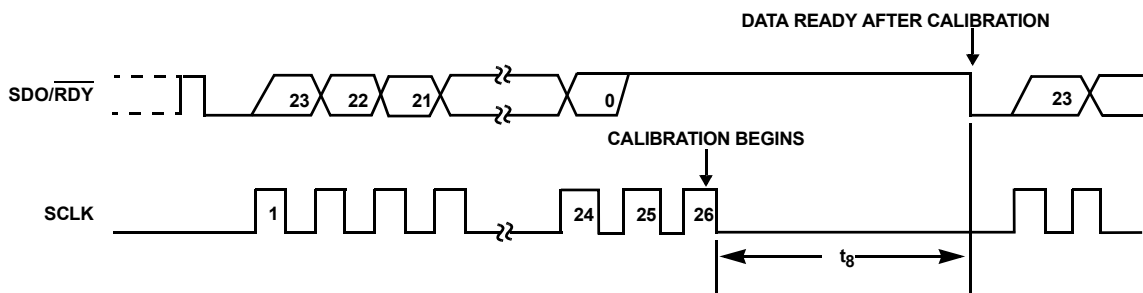 DATA READY AFTER CALIBRATION
SDO/RDY
23
22
21
0
23
CALIBRATION BEGINS
SCLK
1
24
25
26
t8